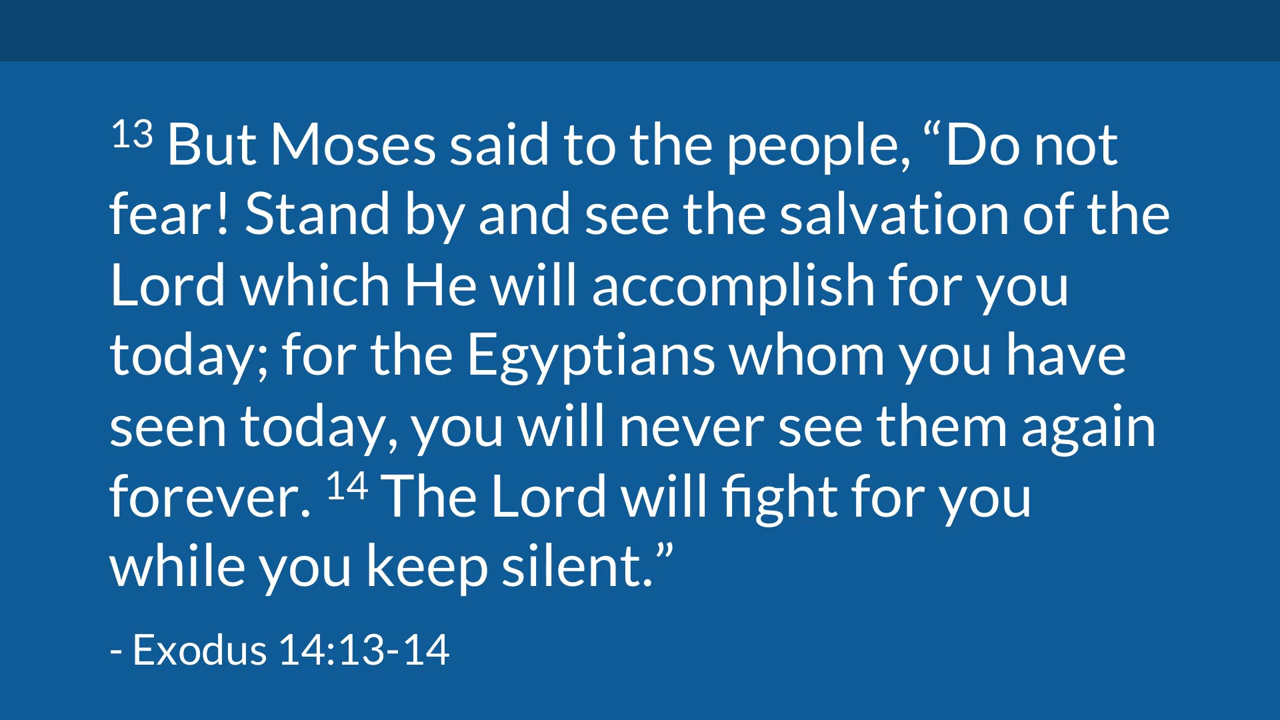 13 But Moses said to the people, “Do not
fear! Stand by and see the salvation of the
Lord which He will accomplish for you
today; for the Egyptians whom you have
seen today, you will never see them again
forever. 14 The Lord will fight for you
while you keep silent.”
- Exodus 14:13-14